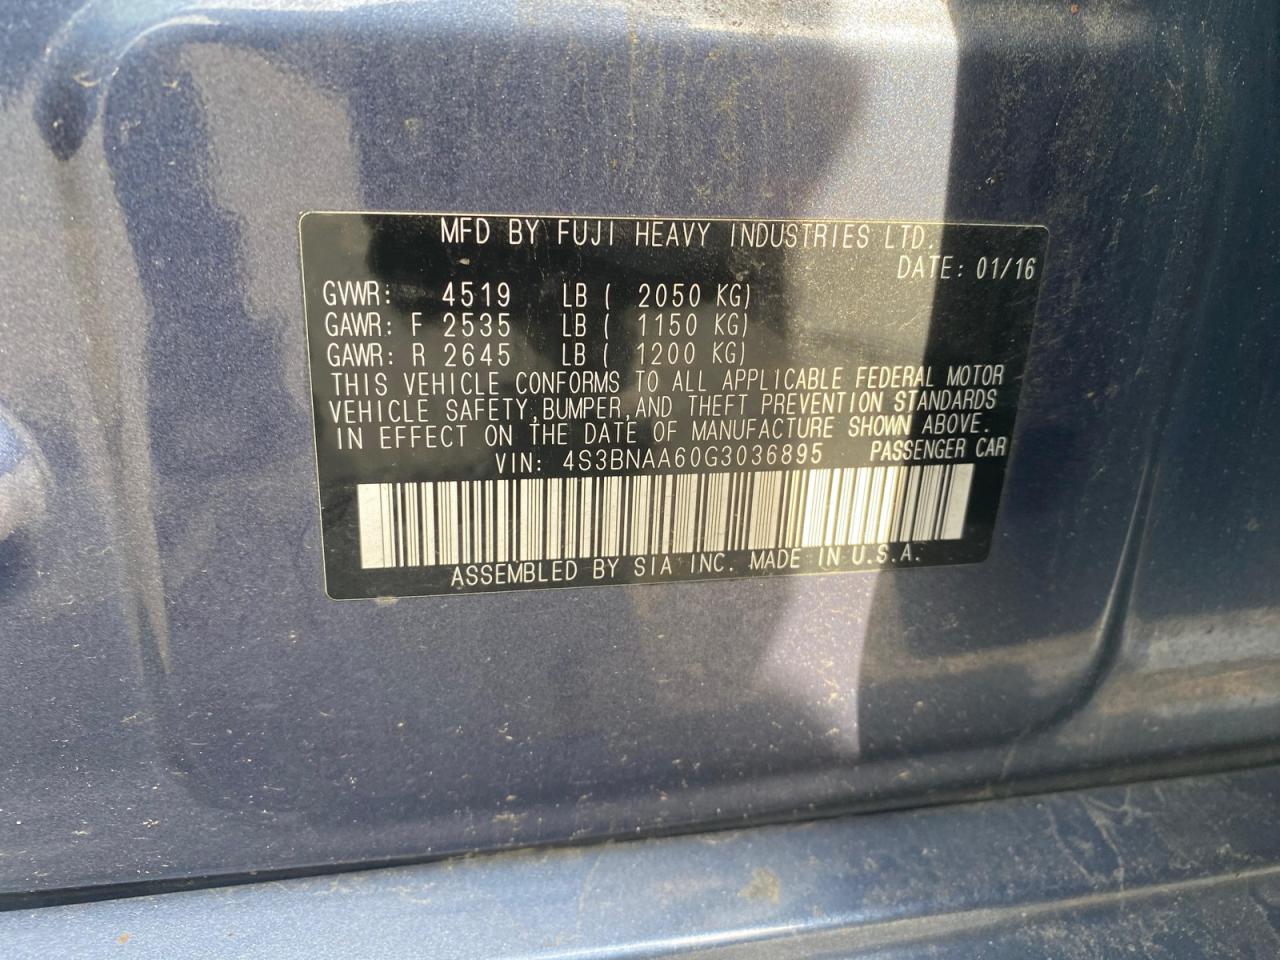 MFD BY FUJI HEAVY INDUSTRIES LTD.
DATE: 01/16
GVWR: 4519 LB ( 2050 KG)
GAWR: F 2535 LB ( 1150 KG)
GAWR: R 2645 LB ( 1200 KG)
THIS VEHICLE CONFORMS TO ALL APPLICABLE FEDERAL MOTOR
VEHICLE SAFETY,BUMPER,AND THEFT PREVENTION STANDARDS
IN EFFECT ON THE DATE OF MANUFACTURE SHOWN ABOVE.
VIN: 4S3BNAA60G3036895 PASSENGER CAR
ASSEMBLED BY SIA INC. MADE IN U.S.A.